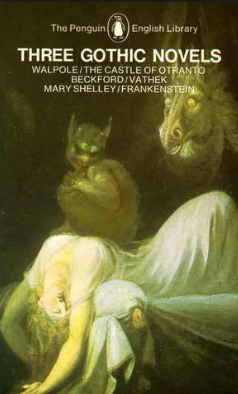 The Penguin English Library
THREE GOTHIC NOVELS
WALPOLE/THE CASTLE OF OTRANTO
BECKFORD/VATHEK
MARY SHELLEY/FRANKENSTEIN